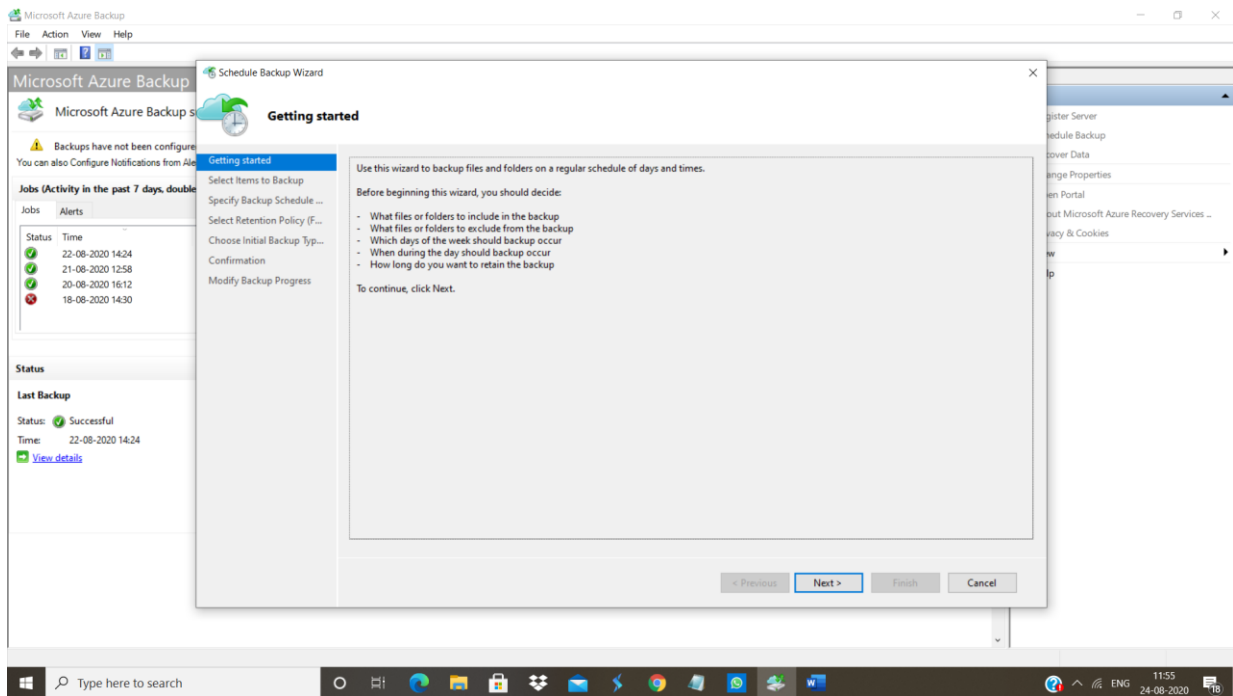 Microsoft Azure Backup
File Action View Help
Microsoft Azure Backup
Microsoft Azure Backup s
Backups have not been configure
You can also Configure Notifications from Ale
Jobs (Activity in the past 7 days, double
Jobs Alerts
Status Time
22-08-2020 14:24
21-08-2020 12:58
20-08-2020 16:12
18-08-2020 14:30
Status
Last Backup
Status: Successful
Time: 22-08-2020 14:24
View details
Schedule Backup Wizard
Getting started
Getting started
Select Items to Backup
Specify Backup Schedule ...
Select Retention Policy (F...
Choose Initial Backup Typ...
Confirmation
Modify Backup Progress
Use this wizard to backup files and folders on a regular schedule of days and times.
Before beginning this wizard, you should decide:
- What files or folders to include in the backup
- What files or folders to exclude from the backup
- Which days of the week should backup occur
- When during the day should backup occur
- How long do you want to retain the backup
To continue, click Next.
< Previous Next > Finish Cancel
gister Server
edule Backup
over Data
ange Properties
en Portal
out Microsoft Azure Recovery Services ...
vacy & Cookies
w
lp
Type here to search
ENG
11:55
24-08-2020
18